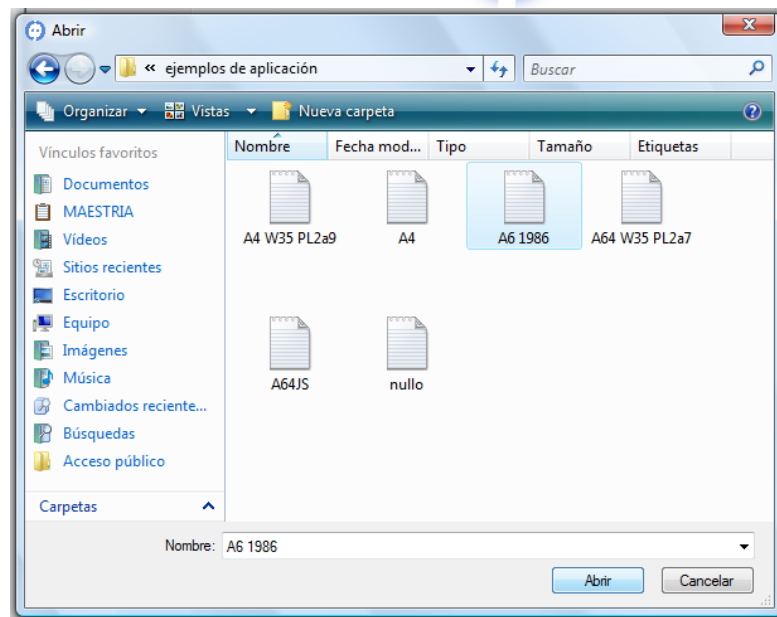 Abrir
« ejemplos de aplicación
Buscar
Organizar Vistas Nueva carpeta
Vínculos favoritos
Documentos
MAESTRIA
Vídeos
Sitios recientes
Escritorio
Equipo
Imágenes
Música
Cambiados reciente...
Búsquedas
Acceso público
Carpetas
Nombre Fecha mod... Tipo Tamaño Etiquetas
A4 W35 PL2a9 A4 A6 1986 A64 W35 PL2a7
A64JS nullo
Nombre: A6 1986
Abrir Cancelar